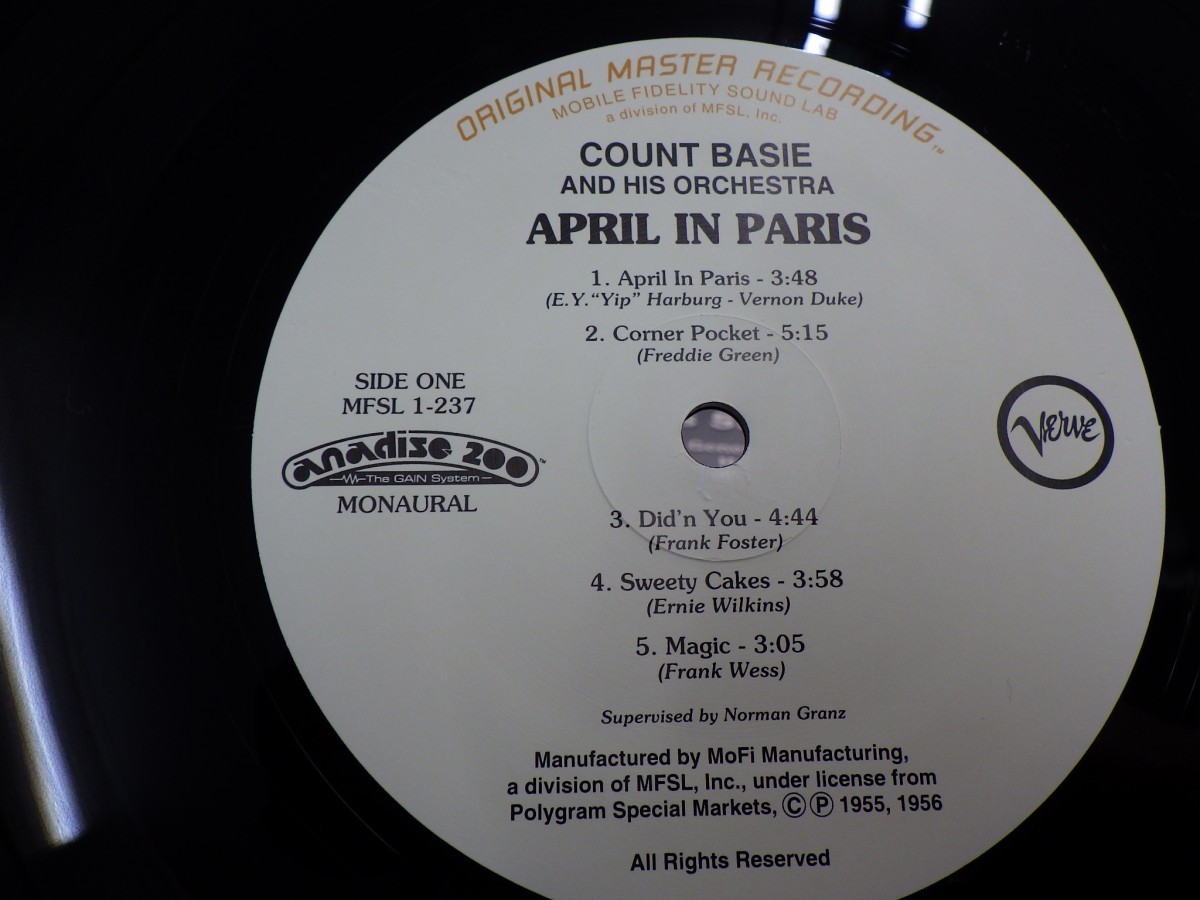 ORIGINAL MASTER RECORDING™
MOBILE FIDELITY SOUND LAB
a division of MFSL, Inc.
COUNT BASIE
AND HIS ORCHESTRA
APRIL IN PARIS
1. April In Paris - 3:48
(E.Y."Yip" Harburg - Vernon Duke)
2. Corner Pocket - 5:15
(Freddie Green)
SIDE ONE
MFSL 1-237
anadisc 200™
The GAIN System
MONAURAL
Verve
3. Did'n You - 4:44
(Frank Foster)
4. Sweety Cakes - 3:58
(Ernie Wilkins)
5. Magic - 3:05
(Frank Wess)
Supervised by Norman Granz
Manufactured by MoFi Manufacturing,
a division of MFSL, Inc., under license from
Polygram Special Markets, Ⓒ Ⓟ 1955, 1956
All Rights Reserved